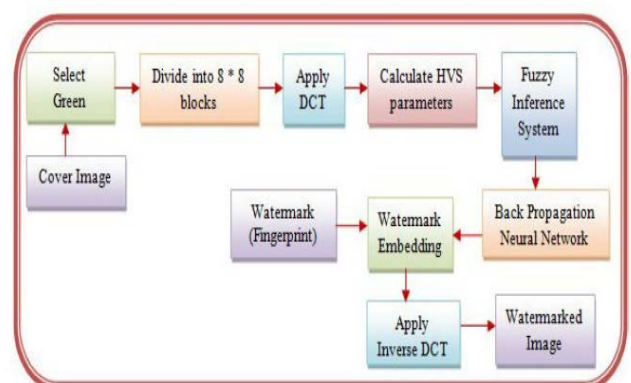 Select
Green
Divide into 8 * 8
blocks
Apply
DCT
Calculate HVS
parameters
Fuzzy
Inference
System
Cover Image
Watermark
(Fingerprint)
Watermark
Embedding
Back Propagation
Neural Network
Apply
Inverse DCT
Watermarked
Image